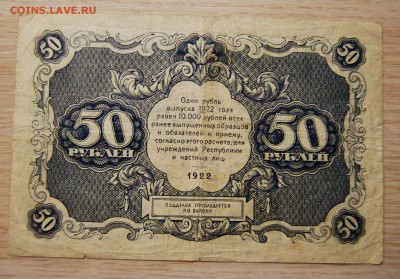 COINS.LAVE.RU
50
50
Один рубль
выпуска 1922 года
равен 10.000 рублей всех
ранее выпущенных образцов
и обязателен к приему,
согласно этого расчета, для
учреждений Республики
и частных лиц.
50 РУБЛЕЙ
50 РУБЛЕЙ
1922
ПОДДЕЛКА ПРЕСЛЕДУЕТСЯ
ПО ЗАКОНУ
50
50